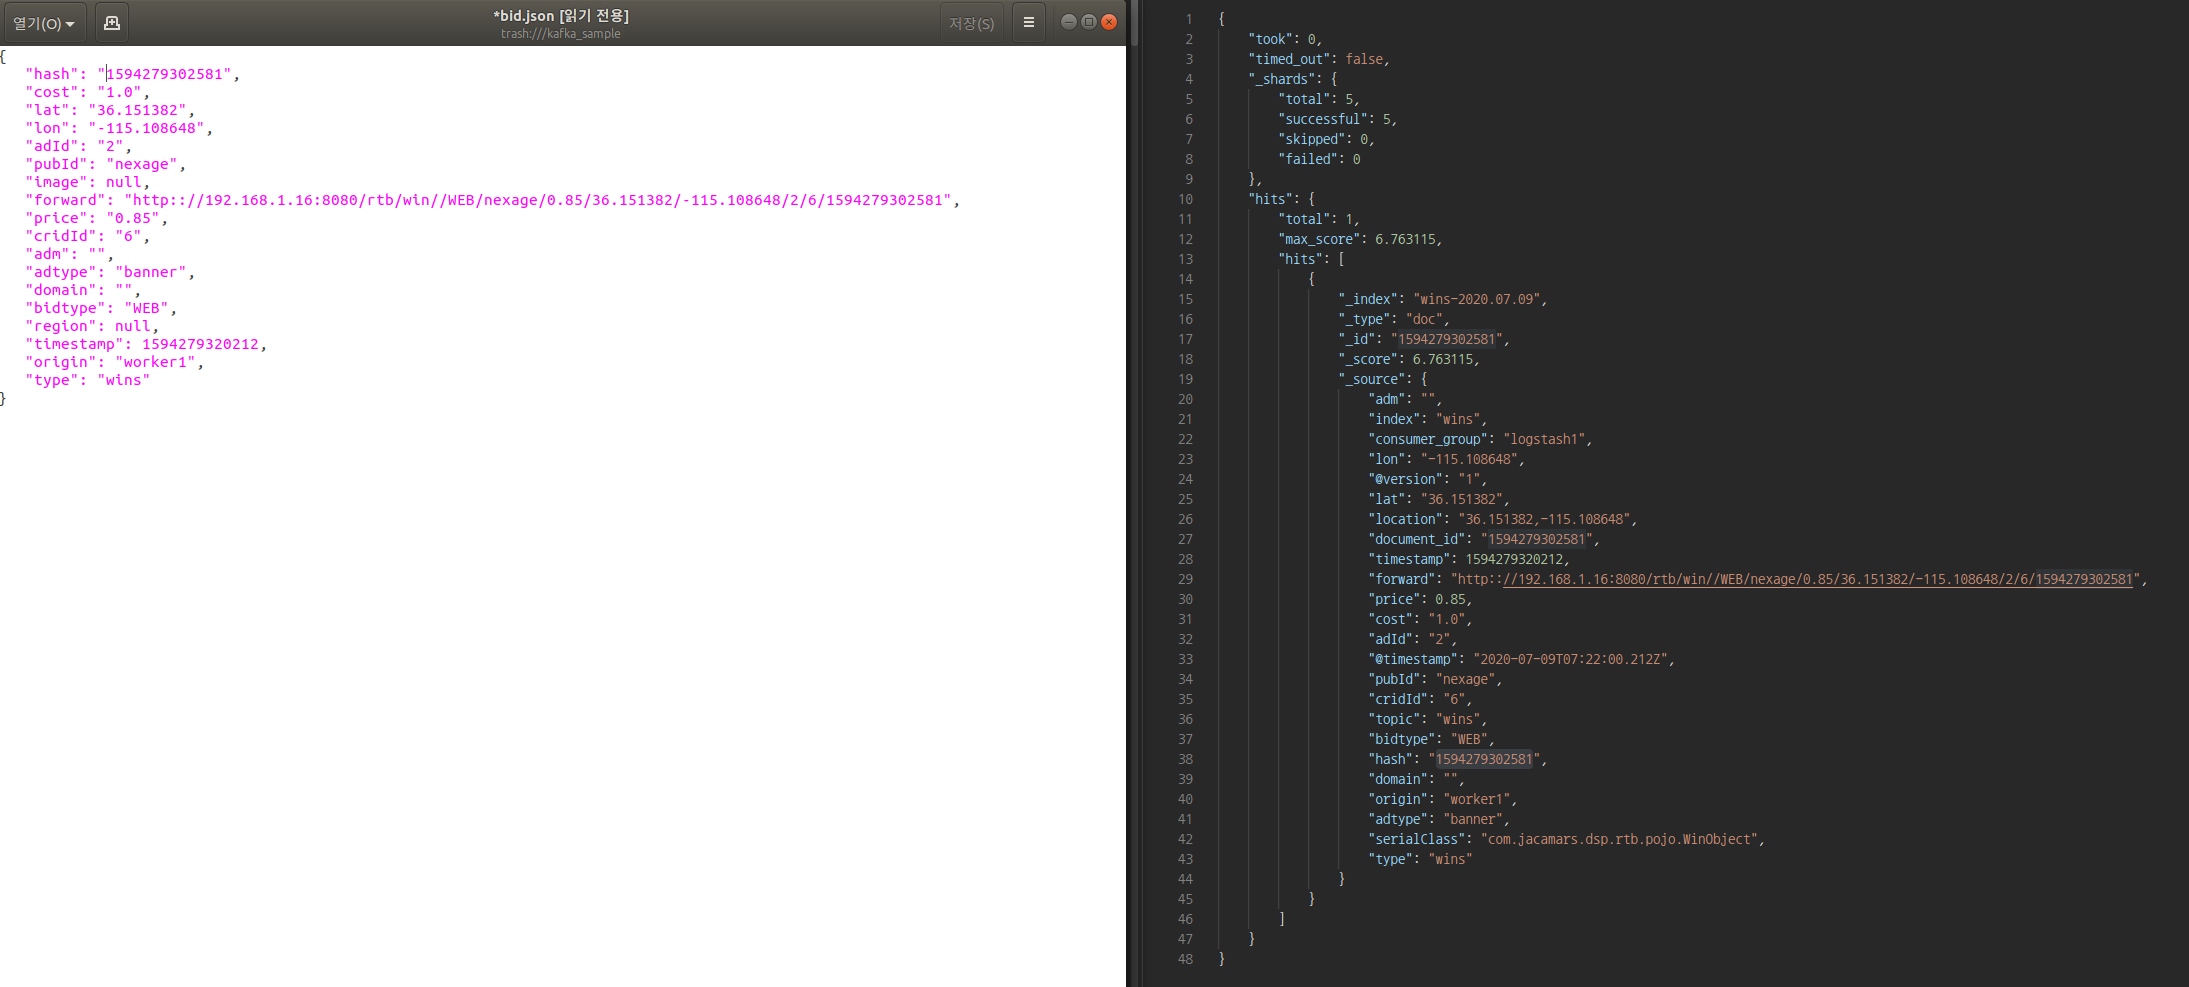 열기(O)
*bid.json [읽기 전용]
trash:///kafka_sample
저장(S)
{
"hash": "1594279302581",
"cost": "1.0",
"lat": "36.151382",
"lon": "-115.108648",
"adId": "2",
"pubId": "nexage",
"image": null,
"forward": "http:://192.168.1.16:8080/rtb/win//WEB/nexage/0.85/36.151382/-115.108648/2/6/1594279302581",
"price": "0.85",
"cridId": "6",
"adm": "",
"adtype": "banner",
"domain": "",
"bidtype": "WEB",
"region": null,
"timestamp": 1594279320212,
"origin": "worker1",
"type": "wins"
}
1 {
2 "took": 0,
3 "timed_out": false,
4 "_shards": {
5 "total": 5,
6 "successful": 5,
7 "skipped": 0,
8 "failed": 0
9 },
10 "hits": {
11 "total": 1,
12 "max_score": 6.763115,
13 "hits": [
14 {
15 "_index": "wins-2020.07.09",
16 "_type": "doc",
17 "_id": "1594279302581",
18 "_score": 6.763115,
19 "_source": {
20 "adm": "",
21 "index": "wins",
22 "consumer_group": "logstash1",
23 "lon": "-115.108648",
24 "@version": "1",
25 "lat": "36.151382",
26 "location": "36.151382,-115.108648",
27 "document_id": "1594279302581",
28 "timestamp": 1594279320212,
29 "forward": "http:://192.168.1.16:8080/rtb/win//WEB/nexage/0.85/36.151382/-115.108648/2/6/1594279302581",
30 "price": 0.85,
31 "cost": "1.0",
32 "adId": "2",
33 "@timestamp": "2020-07-09T07:22:00.212Z",
34 "pubId": "nexage",
35 "cridId": "6",
36 "topic": "wins",
37 "bidtype": "WEB",
38 "hash": "1594279302581",
39 "domain": "",
40 "origin": "worker1",
41 "adtype": "banner",
42 "serialClass": "com.jacamars.dsp.rtb.pojo.WinObject",
43 "type": "wins"
44 }
45 }
46 ]
47 }
48 }